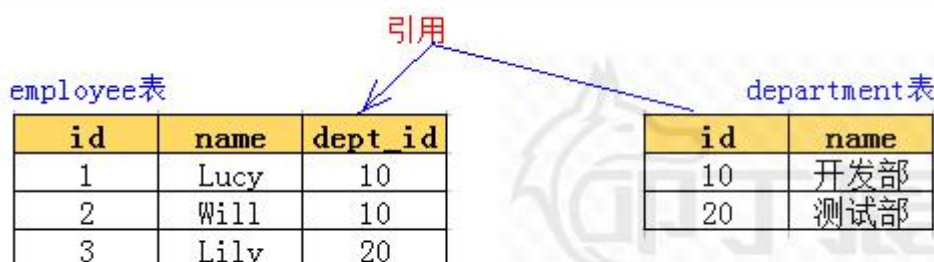 引用
employee表 department表
id name dept_id id name
1 Lucy 10 10 开发部
2 Will 10 20 测试部
3 Lily 20